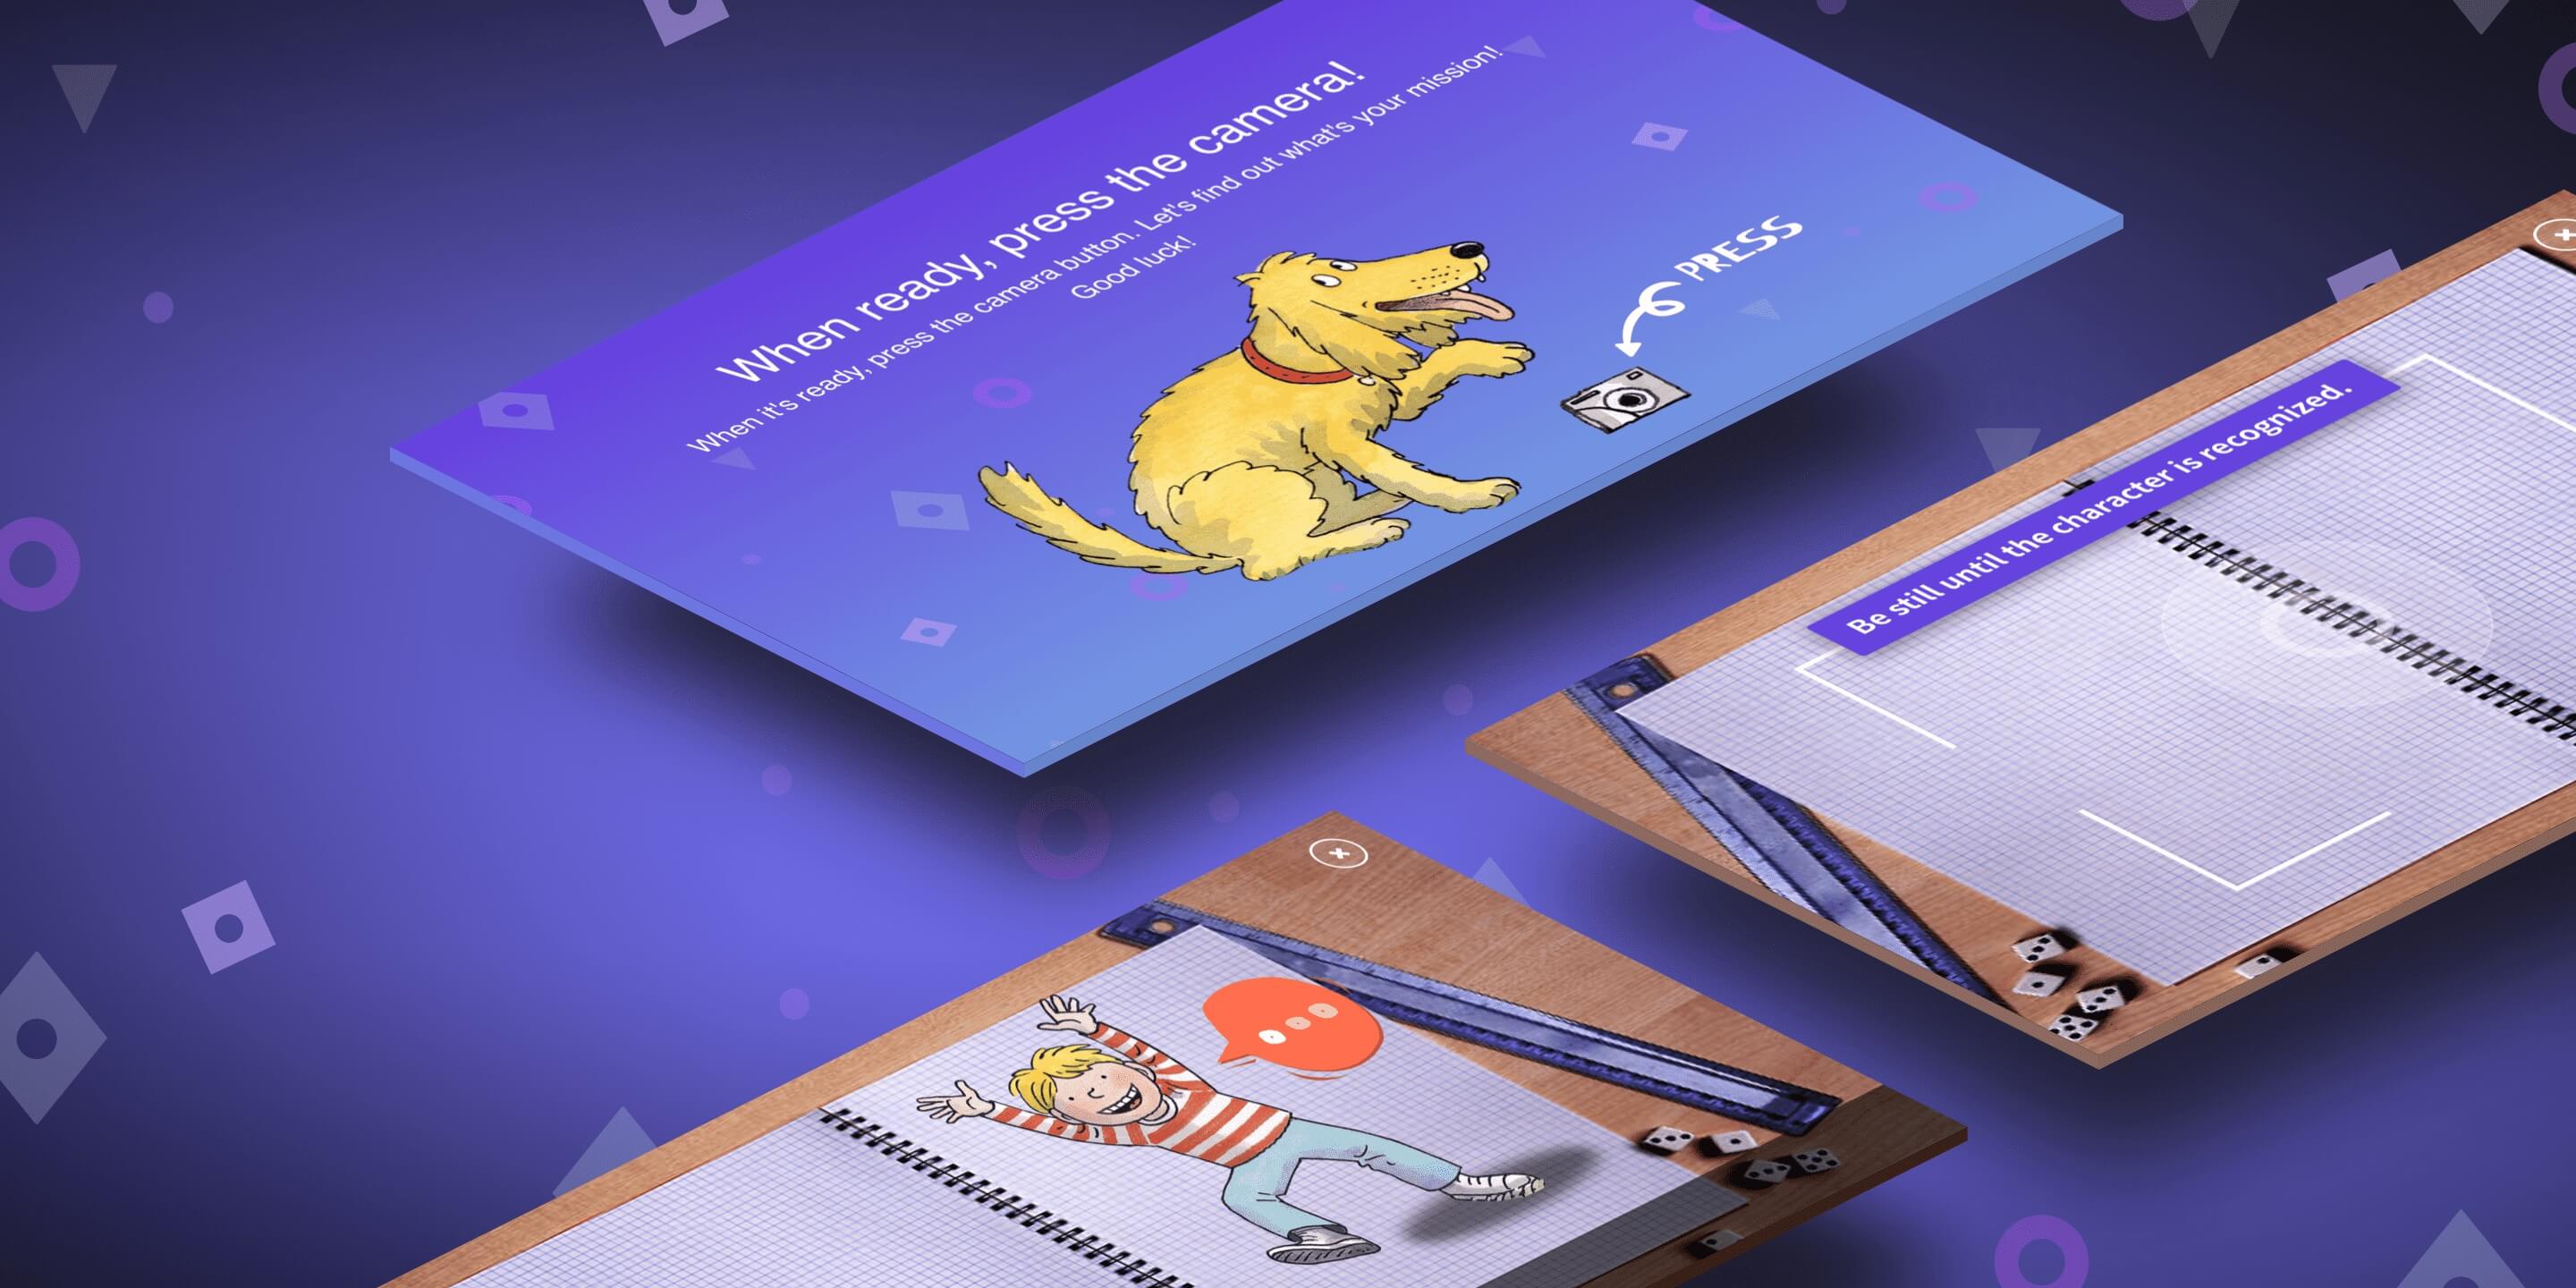 When ready, press the camera!
When it's ready, press the camera button. Let's find out what's your mission!
Good luck!
PRESS
Be still until the character is recognized.